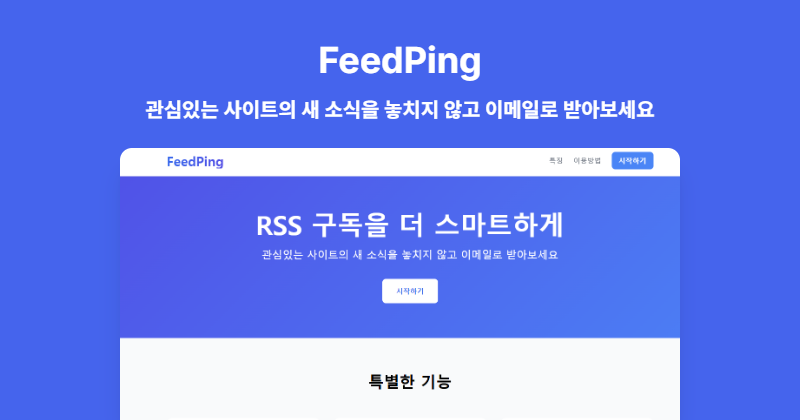 FeedPing
관심있는 사이트의 새 소식을 놓치지 않고 이메일로 받아보세요
FeedPing 특징 이용방법 시작하기
RSS 구독을 더 스마트하게
관심있는 사이트의 새 소식을 놓치지 않고 이메일로 받아보세요
시작하기
특별한 기능